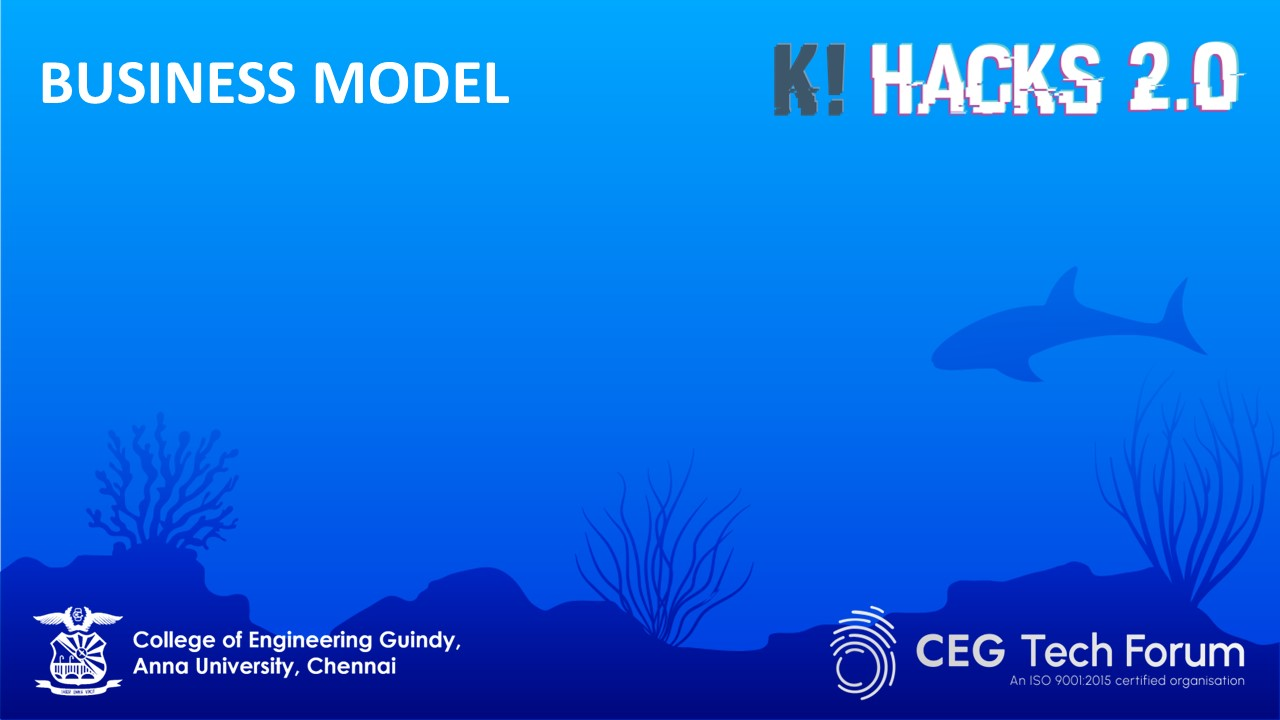 BUSINESS MODEL
K! HACKS 2.0
College of Engineering Guindy,
Anna University, Chennai
CEG Tech Forum
An ISO 9001:2015 certified organisation